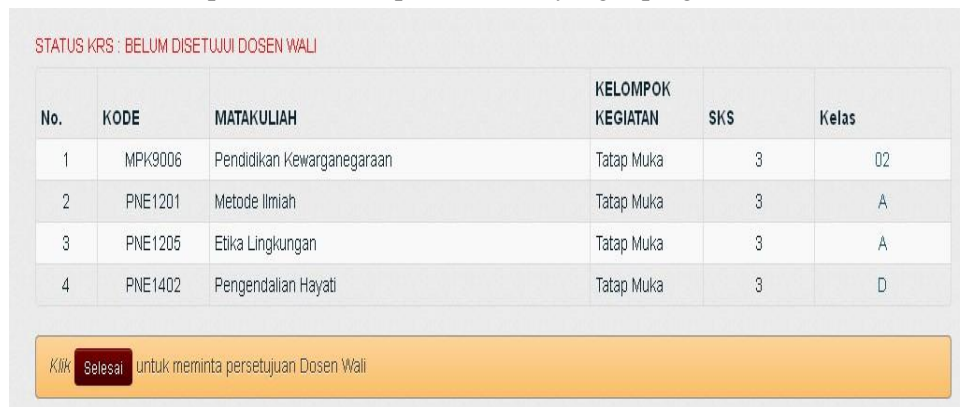 STATUS KRS : BELUM DISETUJUI DOSEN WALI
No. KODE MATAKULIAH KELOMPOK KEGIATAN SKS Kelas
1 MPK9006 Pendidikan Kewarganegaraan Tatap Muka 3 02
2 PNE1201 Metode Ilmiah Tatap Muka 3 A
3 PNE1205 Etika Lingkungan Tatap Muka 3 A
4 PNE1402 Pengendalian Hayati Tatap Muka 3 D
Klik Selesai untuk meminta persetujuan Dosen Wali